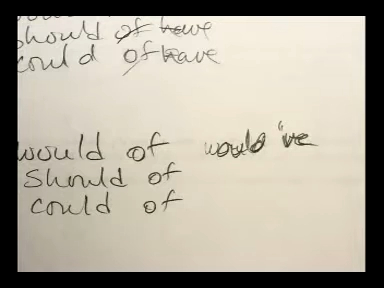 should of have
could of have
would of would've
should of
could of